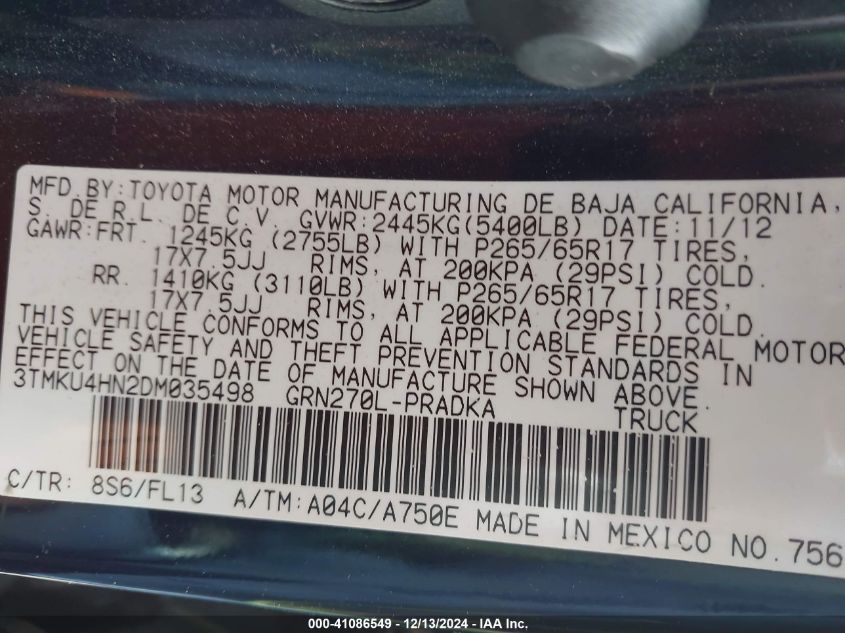 MFD.BY:TOYOTA MOTOR MANUFACTURING DE BAJA CALIFORNIA,
S. DE R.L. DE C.V. GVWR:2445KG(5400LB) DATE:11/12
GAWR:FRT. 1245KG (2755LB) WITH P265/65R17 TIRES,
17X7.5JJ RIMS, AT 200KPA (29PSI) COLD.
RR. 1410KG (3110LB) WITH P265/65R17 TIRES,
17X7.5JJ RIMS, AT 200KPA (29PSI) COLD.
THIS VEHICLE CONFORMS TO ALL APPLICABLE FEDERAL MOTOR
VEHICLE SAFETY AND THEFT PREVENTION STANDARDS IN
EFFECT ON THE DATE OF MANUFACTURE SHOWN ABOVE.
3TMKU4HN2DM035498 GRN270L-PRADKA TRUCK
C/TR: 8S6/FL13 A/TM:A04C/A750E MADE IN MEXICO NO.756
000-41086549 - 12/13/2024 - IAA Inc.